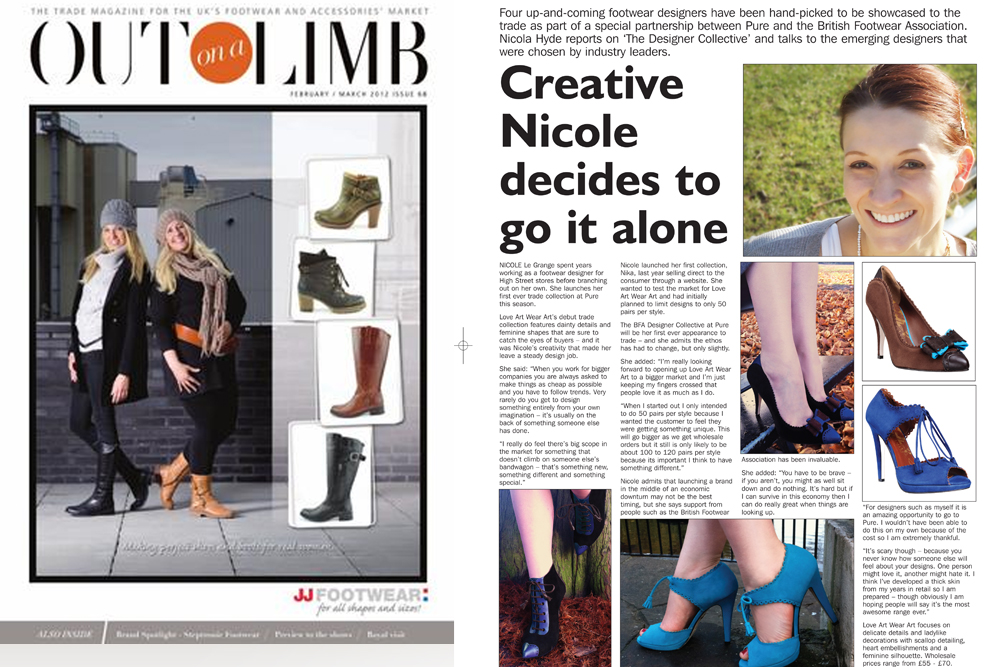 THE TRADE MAGAZINE FOR THE UK'S FOOTWEAR AND ACCESSORIES' MARKET
OUT on a LIMB
FEBRUARY / MARCH 2012 ISSUE 68
Making perfect shoes and boots for real women
JJ FOOTWEAR:
for all shapes and sizes!
ALSO INSIDE
Brand Spotlight - Steptronic Footwear / Preview to the shows / Royal visit
Four up-and-coming footwear designers have been hand-picked to be showcased to the
trade as part of a special partnership between Pure and the British Footwear Association.
Nicola Hyde reports on 'The Designer Collective' and talks to the emerging designers that
were chosen by industry leaders.
Creative
Nicole
decides to
go it alone
NICOLE Le Grange spent years
working as a footwear designer for
High Street stores before branching
out on her own. She launches her
first ever trade collection at Pure
this season.
Love Art Wear Art's debut trade
collection features dainty details and
feminine shapes that are sure to
catch the eyes of buyers – and it
was Nicole's creativity that made her
leave a steady design job.
She said: "When you work for bigger
companies you are always asked to
make things as cheap as possible
and you have to follow trends. Very
rarely do you get to design
something entirely from your own
imagination – it's usually on the
back of something someone else
has done.
"I really do feel there's big scope in
the market for something that
doesn't climb on someone else's
bandwagon – that's something new,
something different and something
special."
Nicole launched her first collection,
Nika, last year selling direct to the
consumer through a website. She
wanted to test the market for Love
Art Wear Art and had initially
planned to limit designs to only 50
pairs per style.
The BFA Designer Collective at Pure
will be her first ever appearance to
trade – and she admits the ethos
has had to change, but only slightly.
She added: "I'm really looking
forward to opening up Love Art Wear
Art to a bigger market and I'm just
keeping my fingers crossed that
people love it as much as I do.
"When I started out I only intended
to do 50 pairs per style because I
wanted the customer to feel they
were getting something unique. This
will go bigger as we get wholesale
orders but it still is only likely to be
about 100 to 120 pairs per style
because its important I think to have
something different."
Nicole admits that launching a brand
in the middle of an economic
downturn may not be the best
timing, but she says support from
people such as the British Footwear
Association has been invaluable.
She added: "You have to be brave –
if you aren't, you might as well sit
down and do nothing. It's hard but if
I can survive in this economy then I
can do really great when things are
looking up.
"For designers such as myself it is
an amazing opportunity to go to
Pure. I wouldn't have been able to
do this on my own because of the
cost so I am extremely thankful.
"It's scary though – because you
never know how someone else will
feel about your designs. One person
might love it, another might hate it. I
think I've developed a thick skin
from my years in retail so I am
prepared – though obviously I am
hoping people will say it's the most
awesome range ever."
Love Art Wear Art focuses on
delicate details and ladylike
decorations with scallop detailing,
heart embellishments and a
feminine silhouette. Wholesale
prices range from £55 - £70.